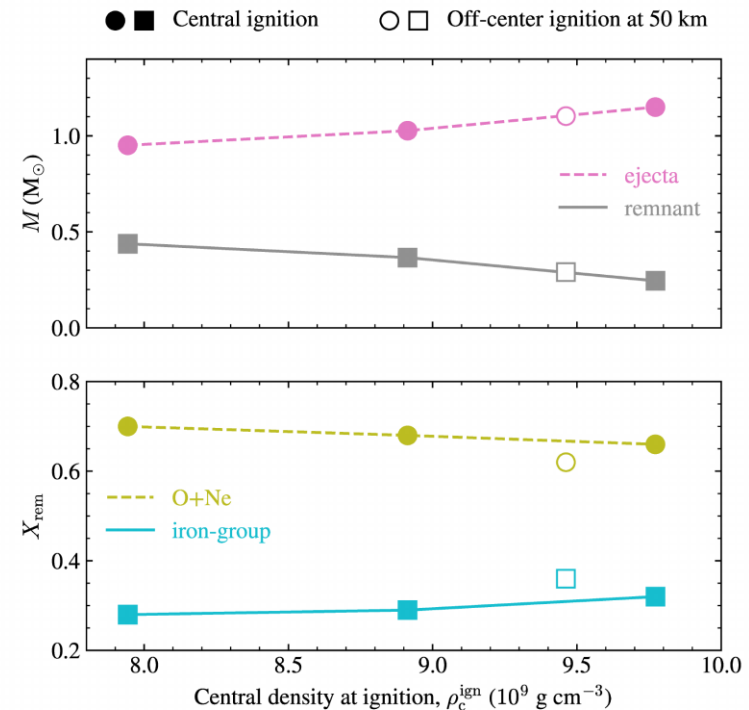 Central ignition
Off-center ignition at 50 km
1.0
0.5
0.0
M (M⊙)
ejecta
remnant
0.8
0.6
0.4
0.2
X_rem
O+Ne
iron-group
8.0 8.5 9.0 9.5 10.0
Central density at ignition, ρ_c^ign (10^9 g cm^−3)